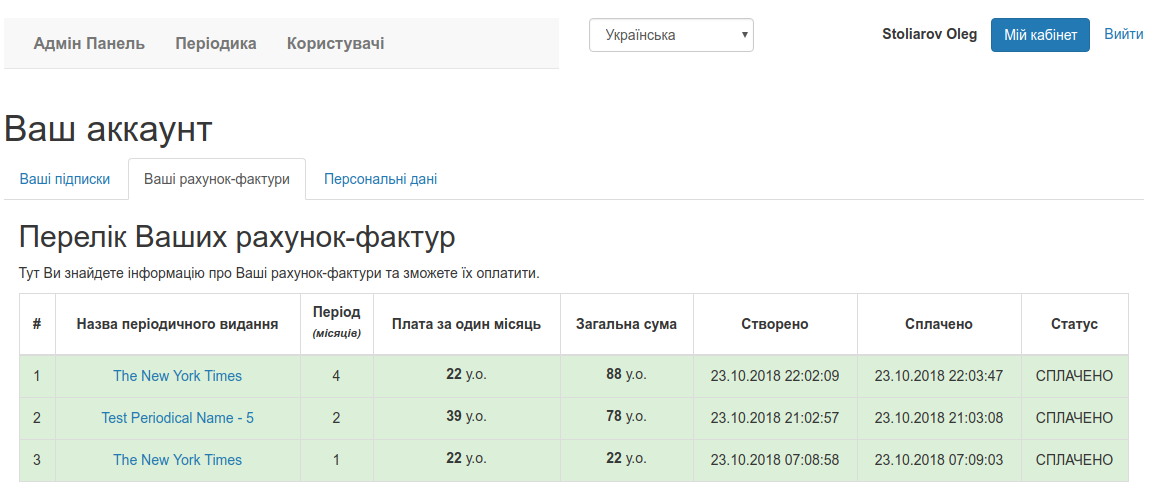 Адмін Панель Періодика Користувачі Українська Stoliarov Oleg Мій кабінет Вийти
Ваш аккаунт
Ваші підписки Ваші рахунок-фактури Персональні дані
Перелік Ваших рахунок-фактур
Тут Ви знайдете інформацію про Ваші рахунок-фактури та зможете їх оплатити.
# Назва періодичного видання Період (місяців) Плата за один місяць Загальна сума Створено Сплачено Статус
1 The New York Times 4 22 у.о. 88 у.о. 23.10.2018 22:02:09 23.10.2018 22:03:47 СПЛАЧЕНО
2 Test Periodical Name - 5 2 39 у.о. 78 у.о. 23.10.2018 21:02:57 23.10.2018 21:03:08 СПЛАЧЕНО
3 The New York Times 1 22 у.о. 22 у.о. 23.10.2018 07:08:58 23.10.2018 07:09:03 СПЛАЧЕНО